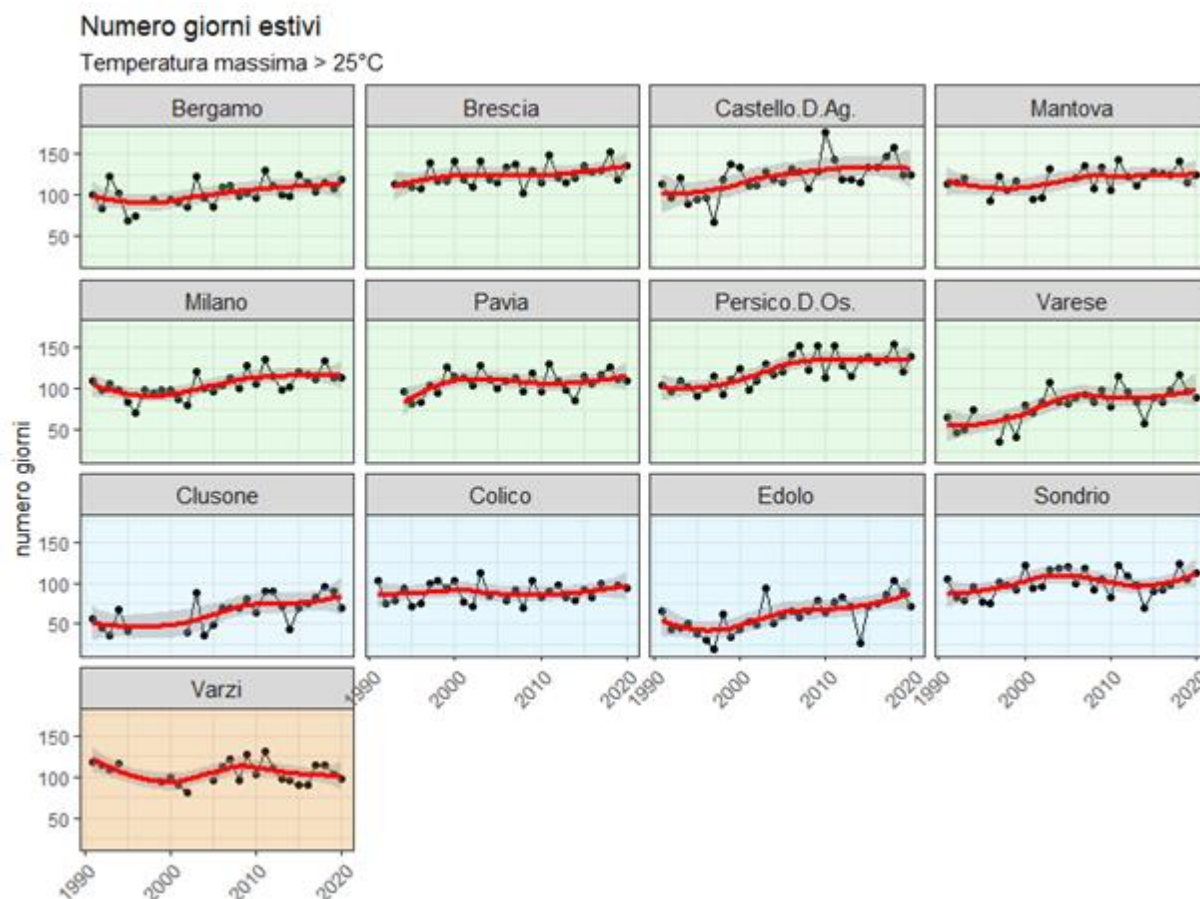 Numero giorni estivi
Temperatura massima > 25°C
Bergamo Brescia Castello.D.Ag. Mantova
150
100
50
Milano Pavia Persico.D.Os. Varese
150
100
50
numero giorni
Clusone Colico Edolo Sondrio
150
100
50
1990 2000 2010 2020 1990 2000 2010 2020 1990 2000 2010 2020
Varzi
150
100
50
1990 2000 2010 2020